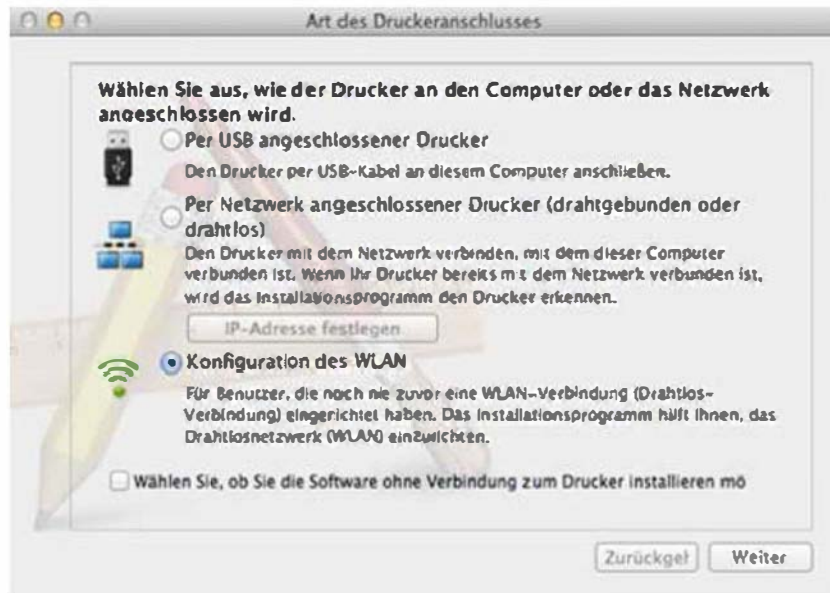 Art des Druckeranschlusses
Wählen Sie aus, wie der Drucker an den Computer oder das Netzwerk
angeschlossen wird.
Per USB angeschlossener Drucker
Den Drucker per USB-Kabel an diesem Computer anschließen.
Per Netzwerk angeschlossener Drucker (drahtgebunden oder
drahtlos)
Den Drucker mit dem Netzwerk verbinden, mit dem dieser Computer
verbunden ist. Wenn Ihr Drucker bereits mit dem Netzwerk verbunden ist,
wird das Installationsprogramm den Drucker erkennen.
IP-Adresse festlegen
Konfiguration des WLAN
Für Benutzer, die noch nie zuvor eine WLAN-Verbindung (Drahtlos-
Verbindung) eingerichtet haben. Das Installationsprogramm hilft Ihnen, das
Drahtlosnetzwerk (WLAN) einzurichten.
Wählen Sie, ob Sie die Software ohne Verbindung zum Drucker installieren mö
Zurückgel Weiter